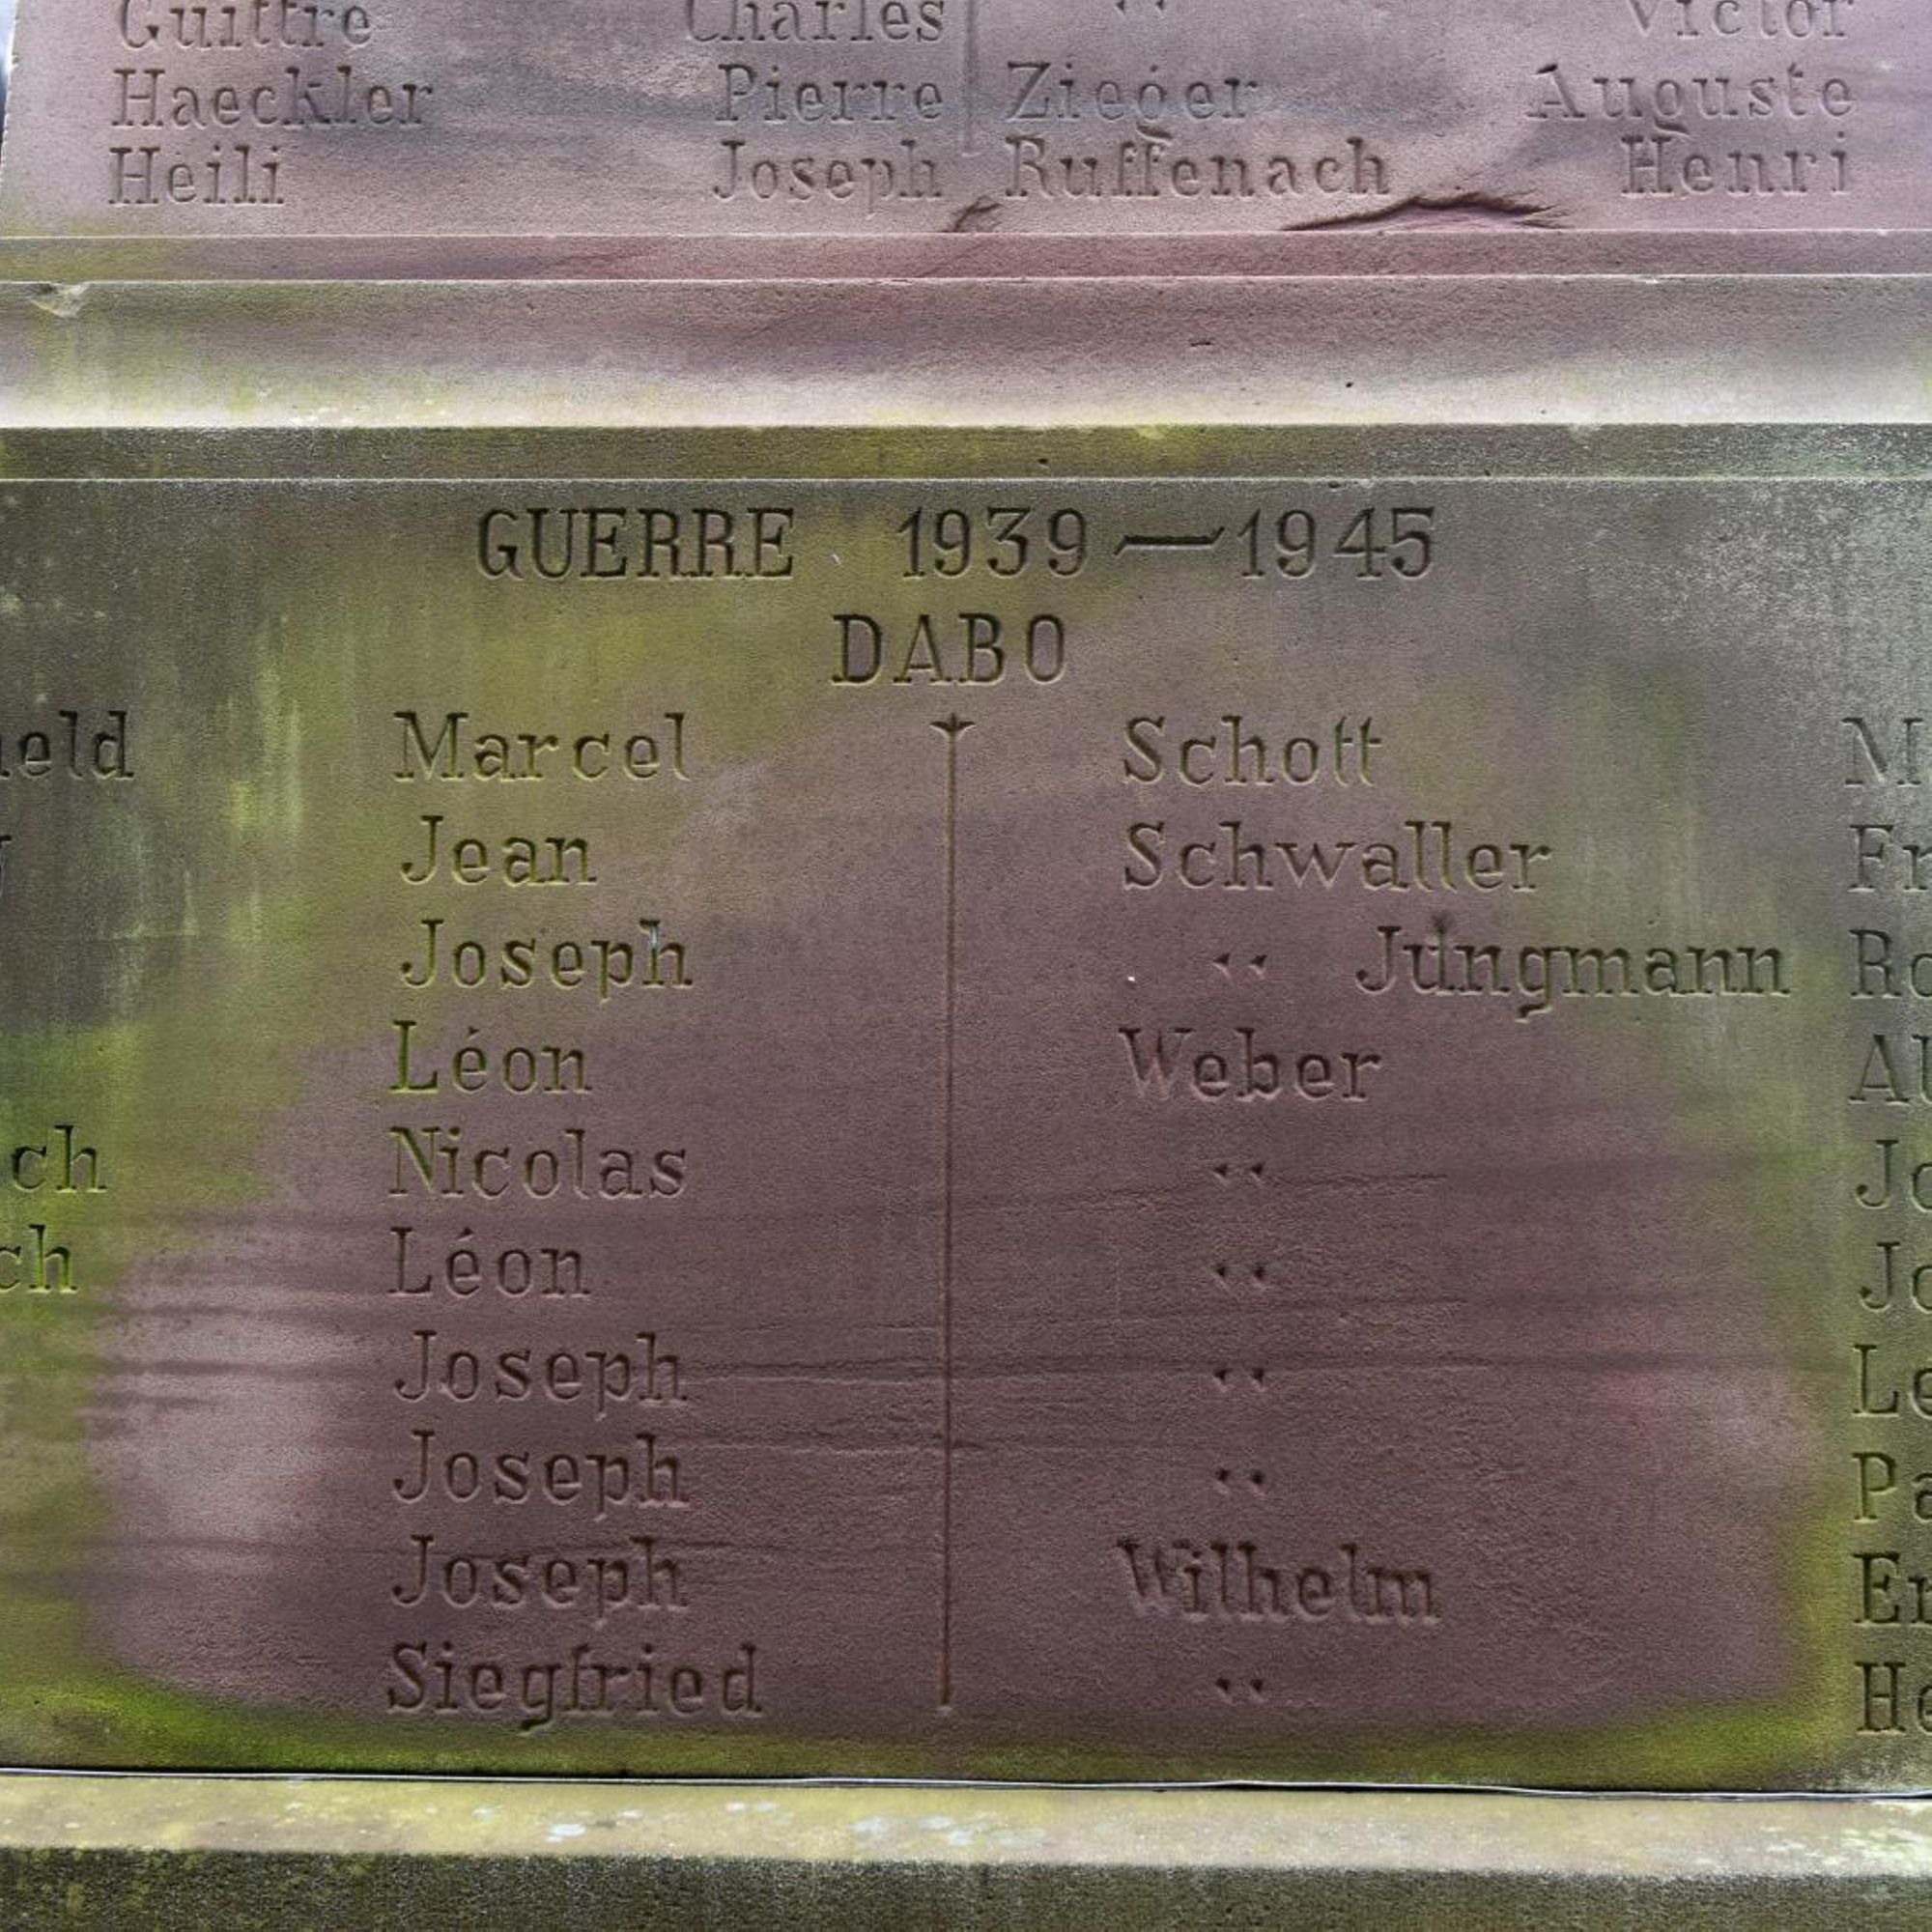 Guittre Charles ‹‹ Victor
Haeckler Pierre Zieger Auguste
Heili Joseph Ruffenach Henri
GUERRE 1939—1945
DABO
Marcel Schott
Jean Schwaller
Joseph ‹‹ Jungmann
Léon Weber
Nicolas ‹‹
Léon ‹‹
Joseph ‹‹
Joseph ‹‹
Joseph Wilhelm
Siegfried ‹‹